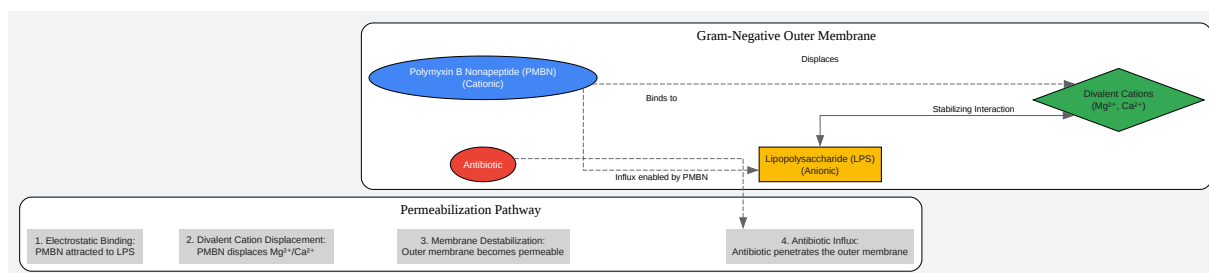 Gram-Negative Outer Membrane
Polymyxin B Nonapeptide (PMBN)
(Cationic)
Displaces
Binds to
Divalent Cations
(Mg²⁺, Ca²⁺)
Stabilizing Interaction
Antibiotic
Lipopolysaccharide (LPS)
(Anionic)
Influx enabled by PMBN
Permeabilization Pathway
1. Electrostatic Binding:
PMBN attracted to LPS
2. Divalent Cation Displacement:
PMBN displaces Mg²⁺/Ca²⁺
3. Membrane Destabilization:
Outer membrane becomes permeable
4. Antibiotic Influx:
Antibiotic penetrates the outer membrane